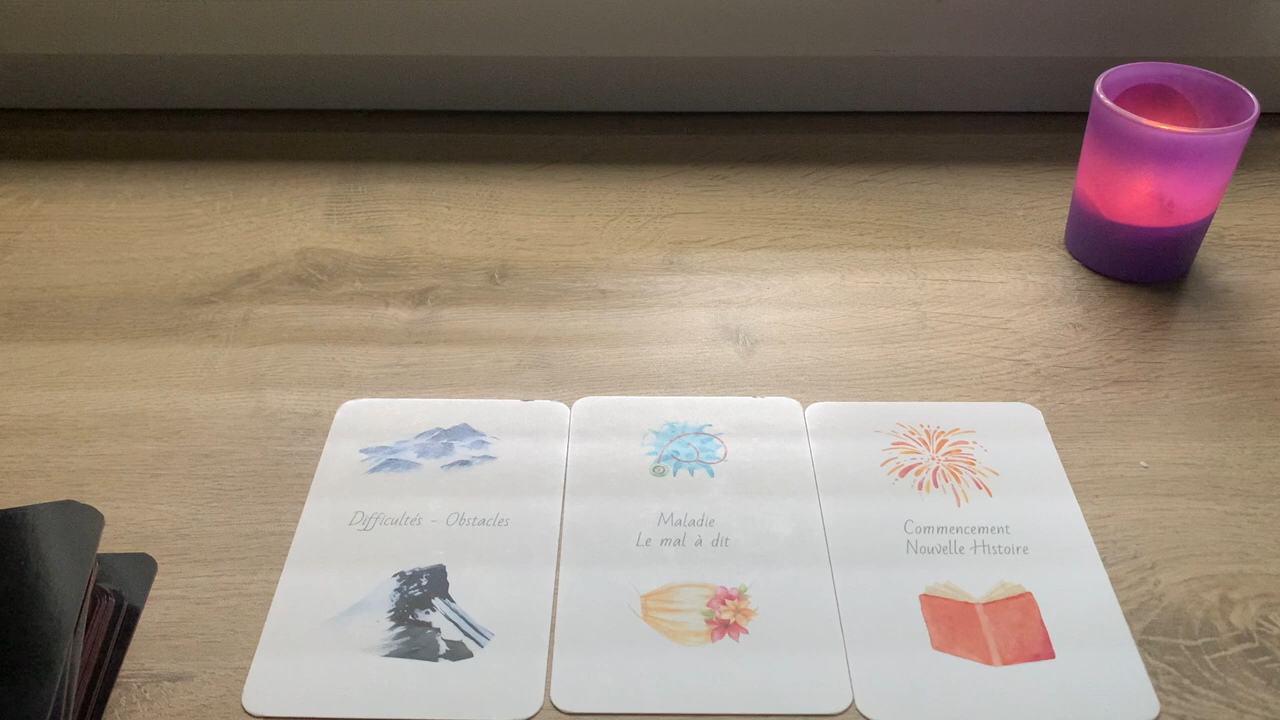 Difficultés - Obstacles
Maladie
Le mal à dit
Commencement
Nouvelle Histoire